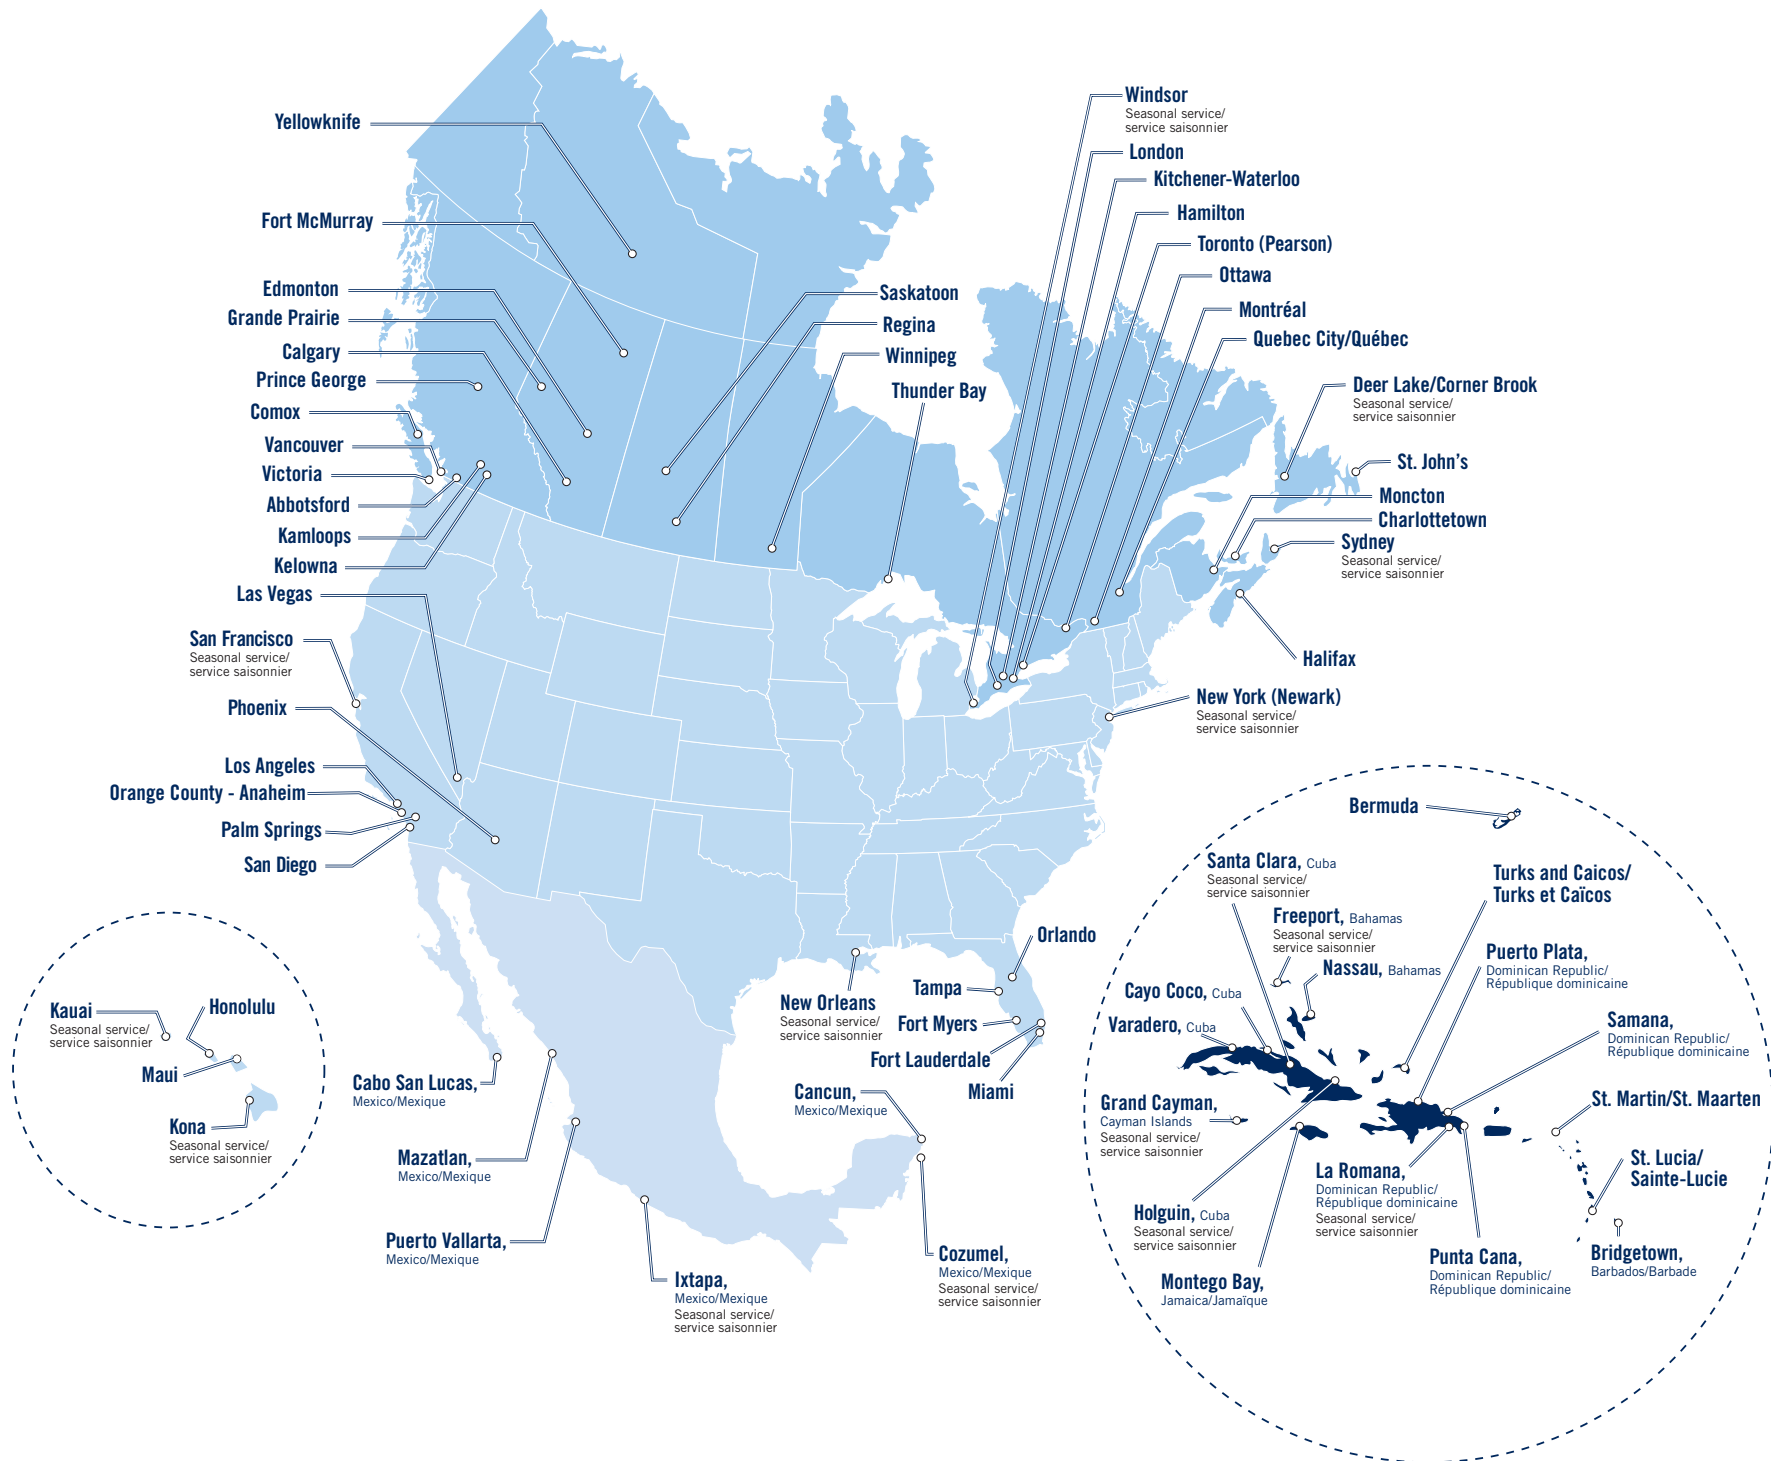 Yellowknife
Fort McMurray
Edmonton
Grande Prairie
Calgary
Prince George
Comox
Vancouver
Victoria
Abbotsford
Kamloops
Kelowna
Las Vegas
San Francisco
Seasonal service/
service saisonnier
Phoenix
Los Angeles
Orange County - Anaheim
Palm Springs
San Diego
Saskatoon
Regina
Winnipeg
Thunder Bay
Windsor
Seasonal service/
service saisonnier
London
Kitchener-Waterloo
Hamilton
Toronto (Pearson)
Ottawa
Montréal
Quebec City/Québec
Deer Lake/Corner Brook
Seasonal service/
service saisonnier
St. John's
Moncton
Charlottetown
Sydney
Seasonal service/
service saisonnier
Halifax
New York (Newark)
Seasonal service/
service saisonnier
Kauai
Seasonal service/
service saisonnier
Honolulu
Maui
Kona
Seasonal service/
service saisonnier
Cabo San Lucas,
Mexico/Mexique
Mazatlan,
Mexico/Mexique
Puerto Vallarta,
Mexico/Mexique
Ixtapa,
Mexico/Mexique
Seasonal service/
service saisonnier
New Orleans
Seasonal service/
service saisonnier
Orlando
Tampa
Fort Myers
Fort Lauderdale
Miami
Cancun,
Mexico/Mexique
Cozumel,
Mexico/Mexique
Seasonal service/
service saisonnier
Bermuda
Santa Clara, Cuba
Seasonal service/
service saisonnier
Turks and Caicos/
Turks et Caïcos
Freeport, Bahamas
Seasonal service/
service saisonnier
Nassau, Bahamas
Puerto Plata,
Dominican Republic/
République dominicaine
Cayo Coco, Cuba
Varadero, Cuba
Samana,
Dominican Republic/
République dominicaine
Grand Cayman,
Cayman Islands
Seasonal service/
service saisonnier
St. Martin/St. Maarten
La Romana,
Dominican Republic/
République dominicaine
Seasonal service/
service saisonnier
St. Lucia/
Sainte-Lucie
Holguin, Cuba
Seasonal service/
service saisonnier
Montego Bay,
Jamaica/Jamaïque
Punta Cana,
Dominican Republic/
République dominicaine
Bridgetown,
Barbados/Barbade